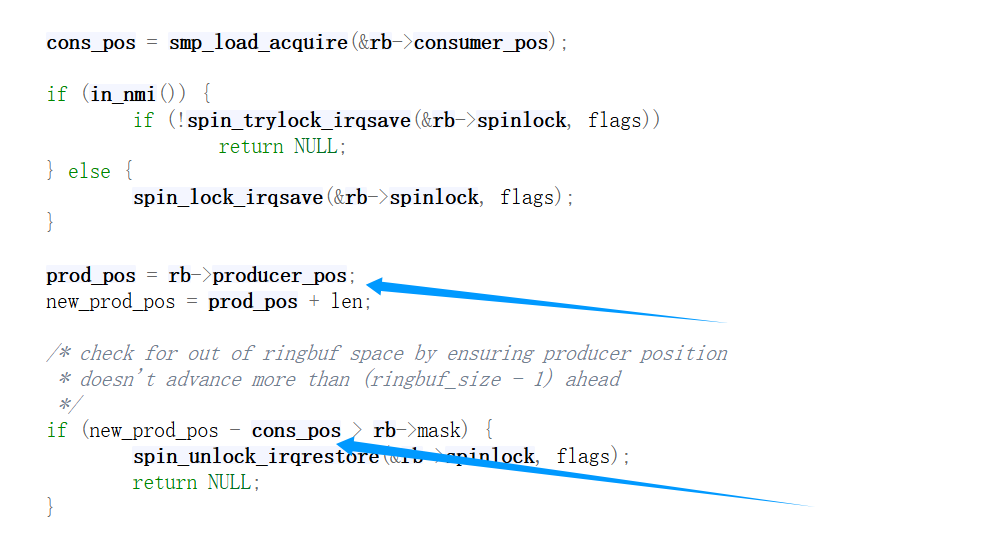 cons_pos = smp_load_acquire(&rb->consumer_pos);
if (in_nmi()) {
if (!spin_trylock_irqsave(&rb->spinlock, flags))
return NULL;
} else {
spin_lock_irqsave(&rb->spinlock, flags);
}
prod_pos = rb->producer_pos;
new_prod_pos = prod_pos + len;
/* check for out of ringbuf space by ensuring producer position
* doesn't advance more than (ringbuf_size - 1) ahead
*/
if (new_prod_pos - cons_pos > rb->mask) {
spin_unlock_irqrestore(&rb->spinlock, flags);
return NULL;
}